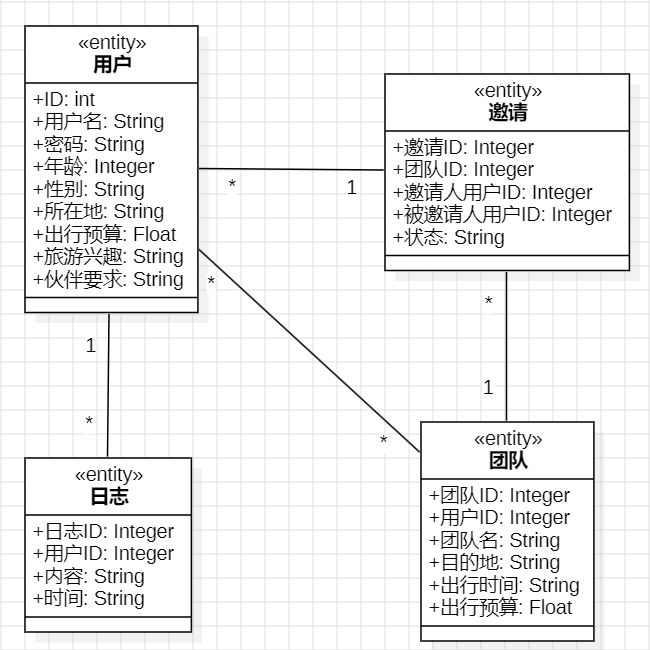 «entity»
用户
+ID: int
+用户名: String
+密码: String
+年龄: Integer
+性别: String
+所在地: String
+出行预算: Float
+旅游兴趣: String
+伙伴要求: String
«entity»
邀请
+邀请ID: Integer
+团队ID: Integer
+邀请人用户ID: Integer
+被邀请人用户ID: Integer
+状态: String
*
1
*
*
1
*
1
*
«entity»
日志
+日志ID: Integer
+用户ID: Integer
+内容: String
+时间: String
«entity»
团队
+团队ID: Integer
+用户ID: Integer
+团队名: String
+目的地: String
+出行时间: String
+出行预算: Float